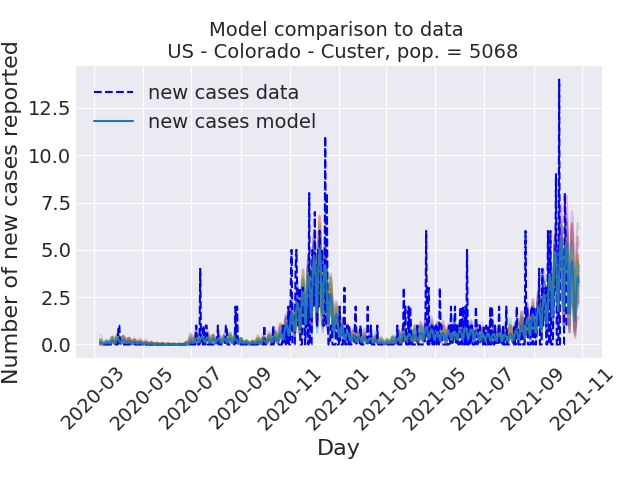 Model comparison to data
US - Colorado - Custer, pop. = 5068
Number of new cases reported
new cases data
new cases model
12.5
10.0
7.5
5.0
2.5
0.0
2020-03
2020-05
2020-07
2020-09
2020-11
2021-01
2021-03
2021-05
2021-07
2021-09
2021-11
Day